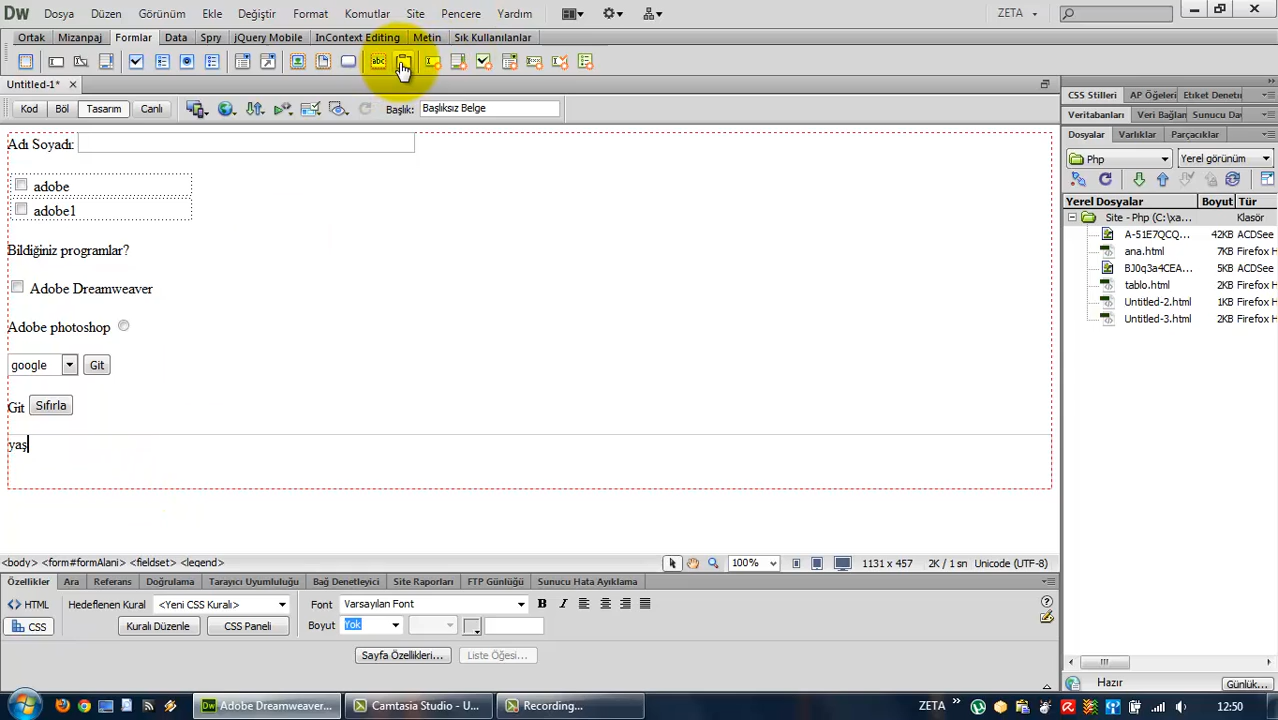 Dw Dosya Düzen Görünüm Ekle Değiştir Format Komutlar Site Pencere Yardım ZETA
Ortak Mizanpaj Formlar Data Spry jQuery Mobile InContext Editing Metin Sık Kullanılanlar
abc
Untitled-1*
Kod Böl Tasarım Canlı Başlık: Başlıksız Belge
Adı Soyadı:
adobe
adobe1
Bildiğiniz programlar?
Adobe Dreamweaver
Adobe photoshop
google Git
Git Sıfırla
yaş
CSS Stilleri AP Öğeleri Etiket Denetimi
Veritabanları Veri Bağları Sunucu Da
Dosyalar Varlıklar Parçacıklar
Php Yerel görünüm
Yerel Dosyalar Boyut Tür
Site - Php (C:\xa... Klasör
A-51E7QCQ... 42KB ACDSee
ana.html 7KB Firefox H
BJ0q3a4CEA... 5KB ACDSee
tablo.html 2KB Firefox H
Untitled-2.html 1KB Firefox H
Untitled-3.html 2KB Firefox H
<body> <form#formAlani> <fieldset> <legend> 100% 1131 x 457 2K / 1 sn Unicode (UTF-8)
Özellikler Ara Referans Doğrulama Tarayıcı Uyumluluğu Bağ Denetleyici Site Raporları FTP Günlüğü Sunucu Hata Ayıklama
<> HTML Hedeflenen Kural <Yeni CSS Kuralı> Font Varsayılan Font B I
CSS Kuralı Düzenle CSS Paneli Boyut Yok
Sayfa Özellikleri... Liste Öğesi...
Hazır Günlük...
Adobe Dreamweaver... Camtasia Studio - U... Recording... ZETA 12:50